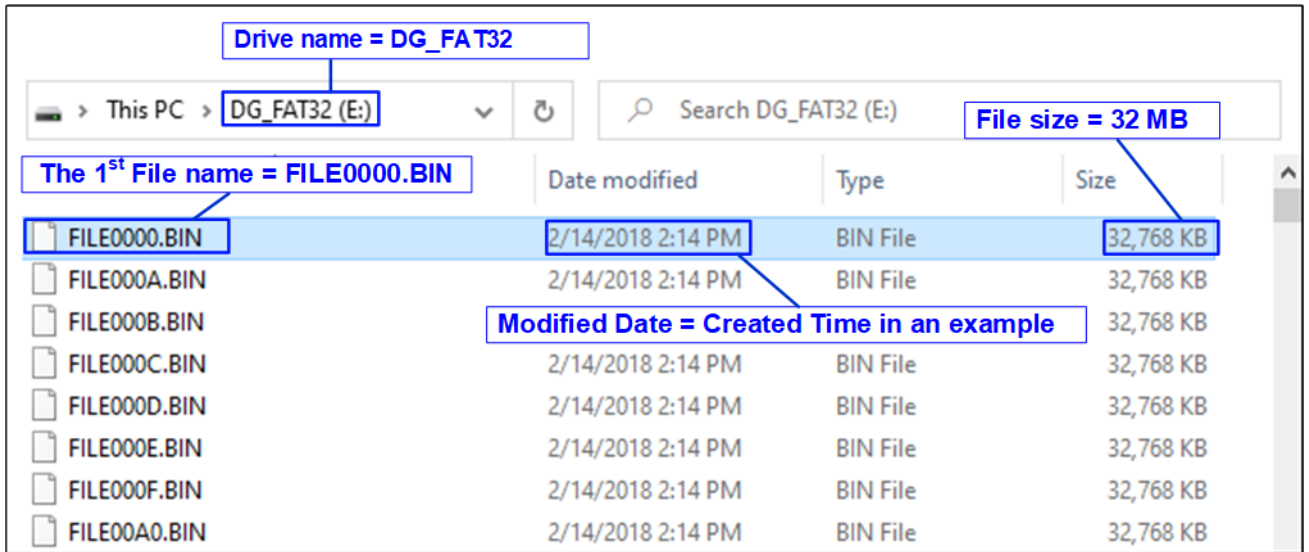 Drive name = DG_FAT32
This PC > DG_FAT32 (E:)
Search DG_FAT32 (E:)
File size = 32 MB
The 1st File name = FILE0000.BIN
Date modified Type Size
FILE0000.BIN 2/14/2018 2:14 PM BIN File 32,768 KB
FILE000A.BIN 2/14/2018 2:14 PM BIN File 32,768 KB
Modified Date = Created Time in an example
FILE000B.BIN 32,768 KB
FILE000C.BIN 2/14/2018 2:14 PM BIN File 32,768 KB
FILE000D.BIN 2/14/2018 2:14 PM BIN File 32,768 KB
FILE000E.BIN 2/14/2018 2:14 PM BIN File 32,768 KB
FILE000F.BIN 2/14/2018 2:14 PM BIN File 32,768 KB
FILE00A0.BIN 2/14/2018 2:14 PM BIN File 32,768 KB